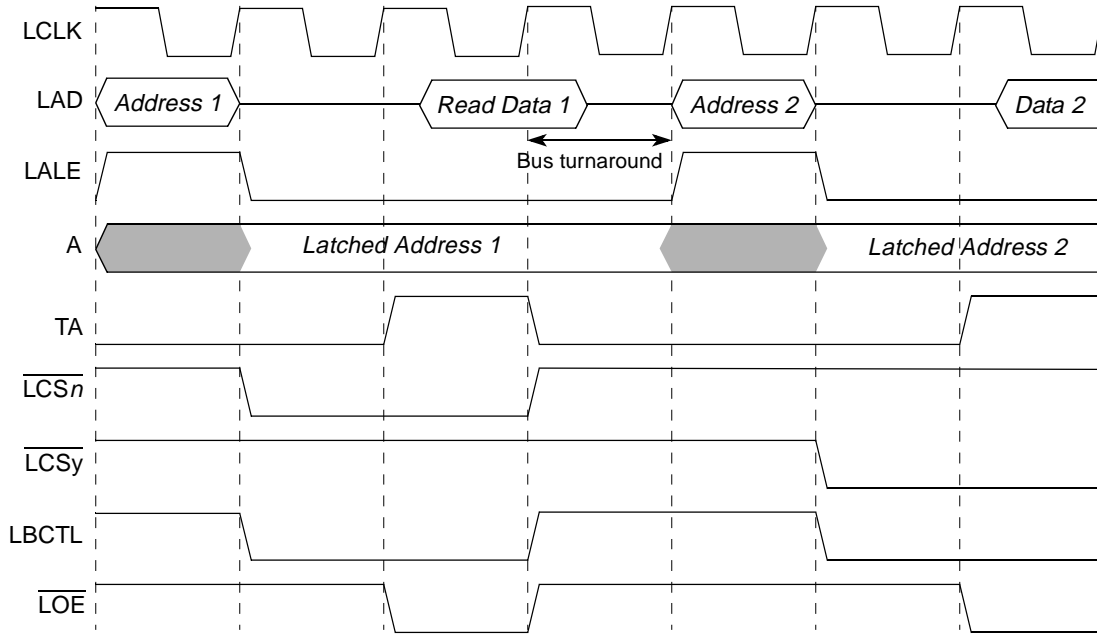 LCLK
LAD Address 1 Read Data 1 Address 2 Data 2
Bus turnaround
LALE
A Latched Address 1 Latched Address 2
TA
LCSn
LCSy
LBCTL
LOE